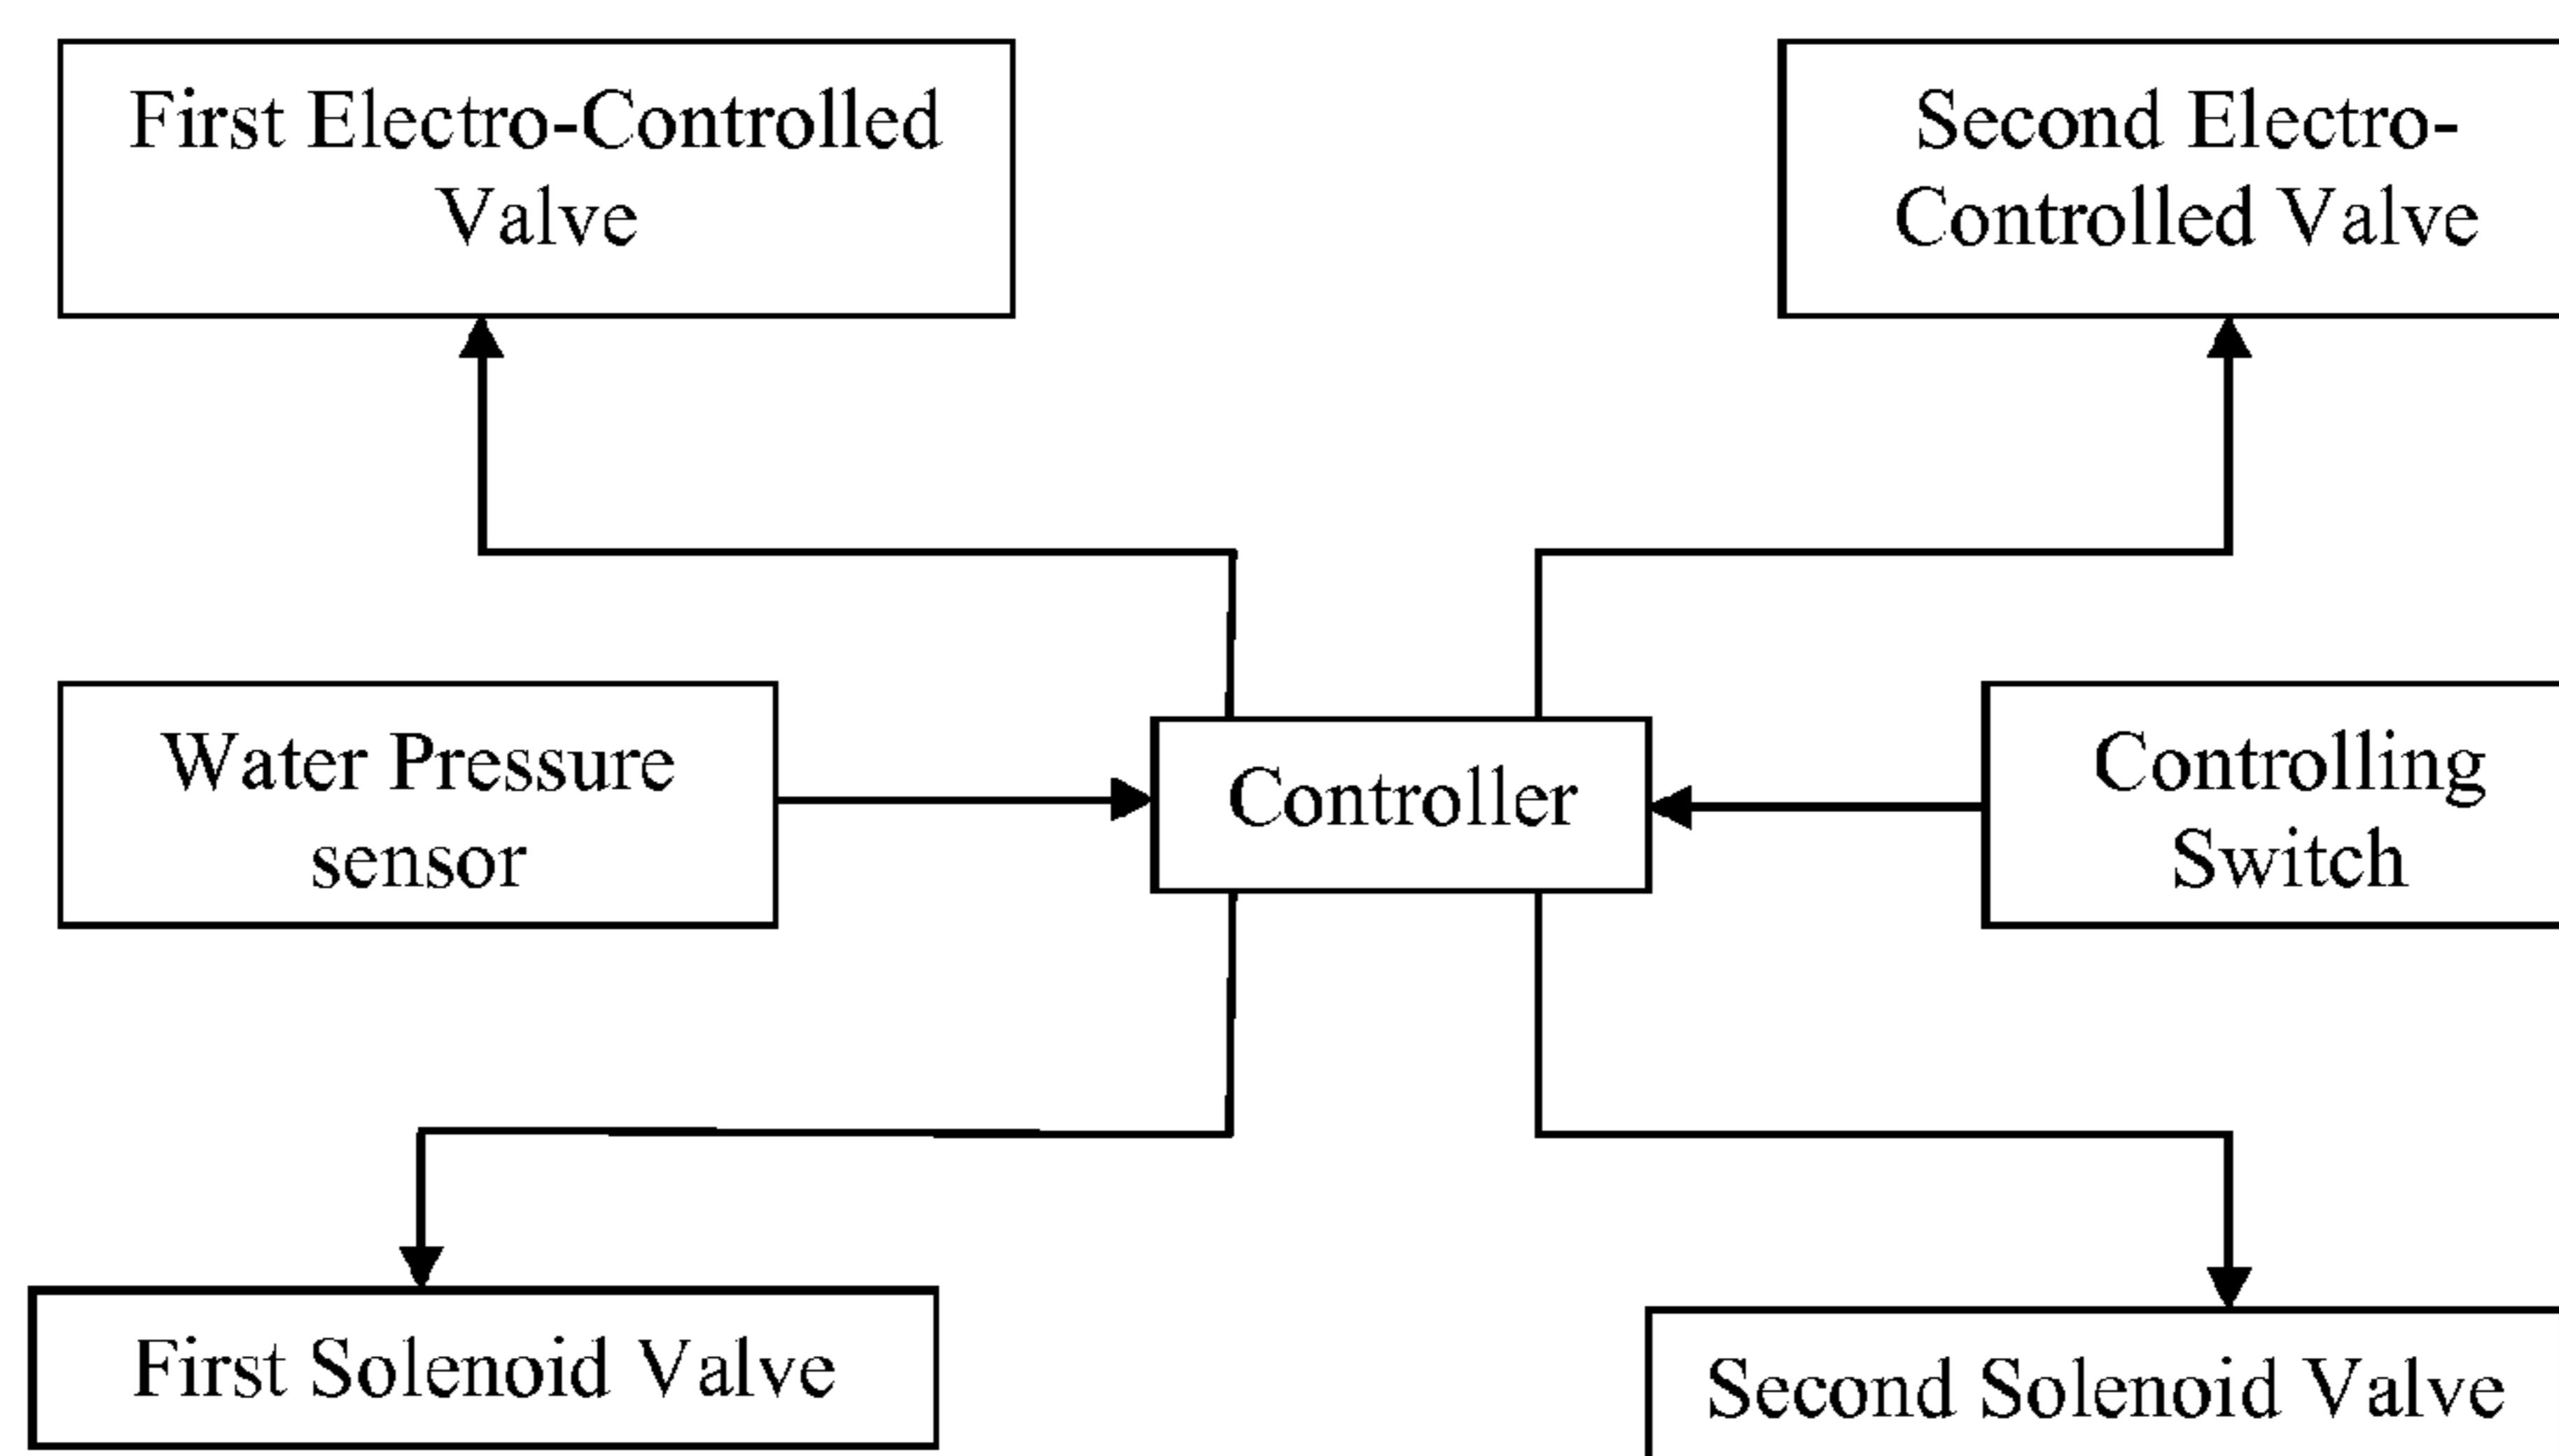 First Electro-Controlled
Valve
Second Electro-
Controlled Valve
Water Pressure
sensor
Controller
Controlling
Switch
First Solenoid Valve
Second Solenoid Valve